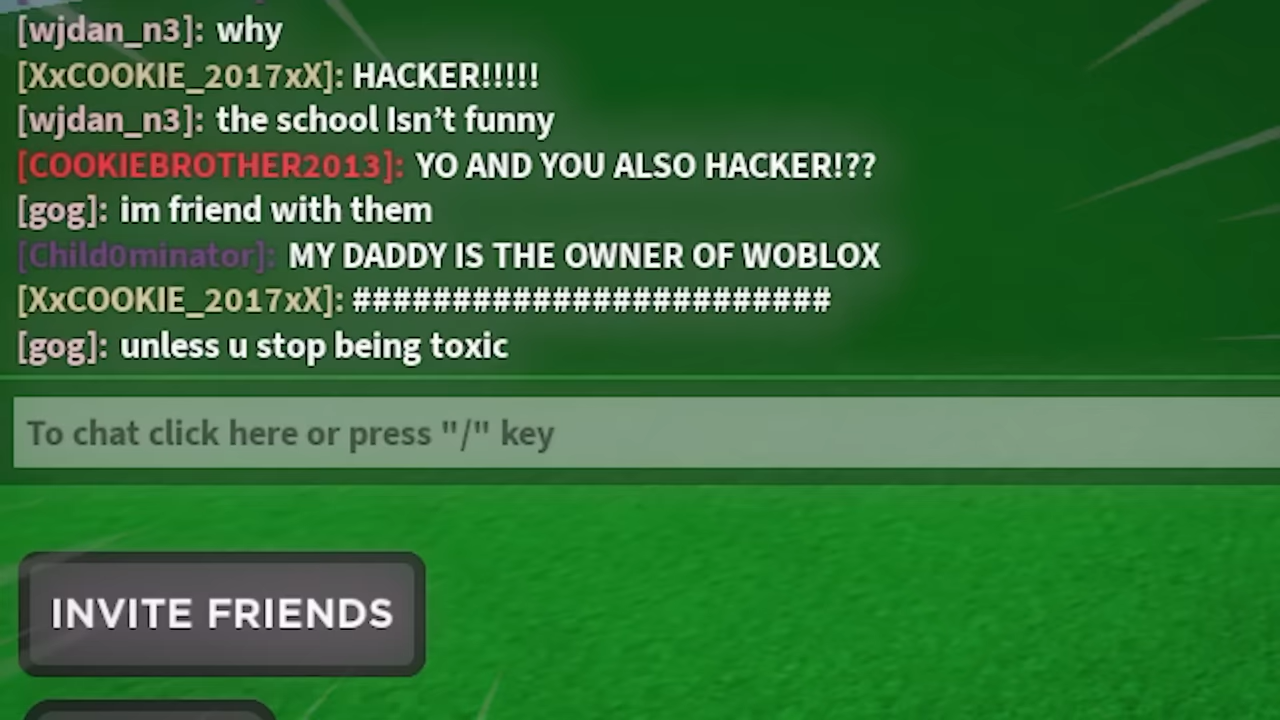 [wjdan_n3]: why
[XxCOOKIE_2017xX]: HACKER!!!!!
[wjdan_n3]: the school Isn’t funny
[COOKIEBROTHER2013]: YO AND YOU ALSO HACKER!??
[gog]: im friend with them
[Child0minator]: MY DADDY IS THE OWNER OF WOBLOX
[XxCOOKIE_2017xX]: ########################
[gog]: unless u stop being toxic
To chat click here or press "/" key
INVITE FRIENDS